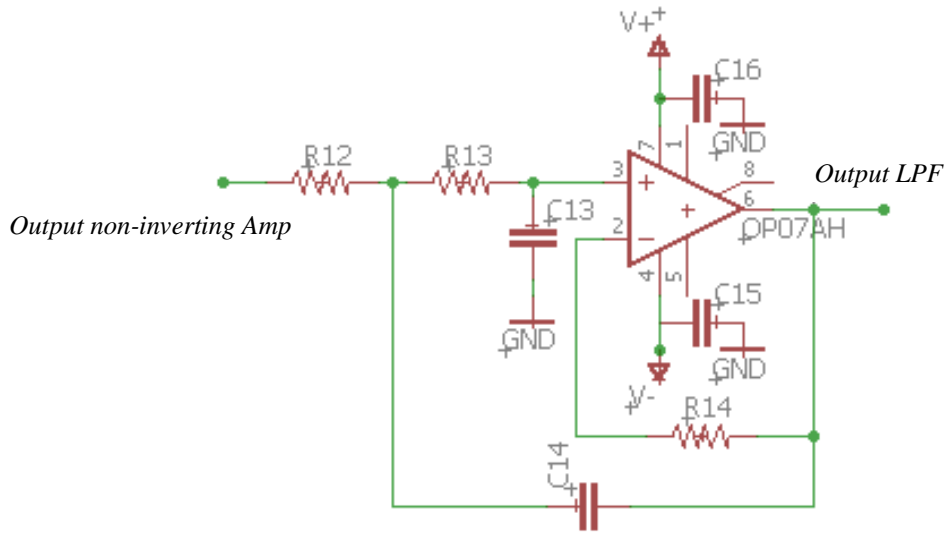 V+
C16
GND
R12
R13
7
1
3
8
Output LPF
6
Output non-inverting Amp
C13
2
OP07AH
4
5
C15
GND
GND
V-
R14
C14